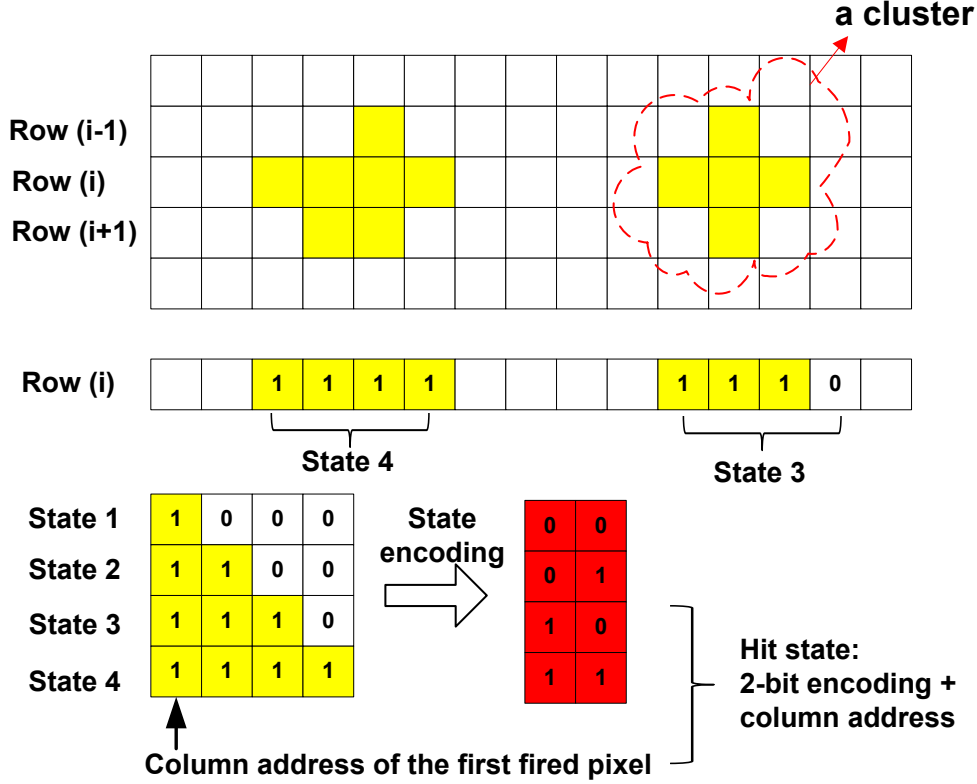 a cluster
Row (i-1)
Row (i)
Row (i+1)
Row (i) 1 1 1 1 1 1 1 0
State 4 State 3
State 1 1 0 0 0
State 2 1 1 0 0
State 3 1 1 1 0
State 4 1 1 1 1
State
encoding
0 0
0 1
1 0
1 1
Hit state:
2-bit encoding +
column address
Column address of the first fired pixel